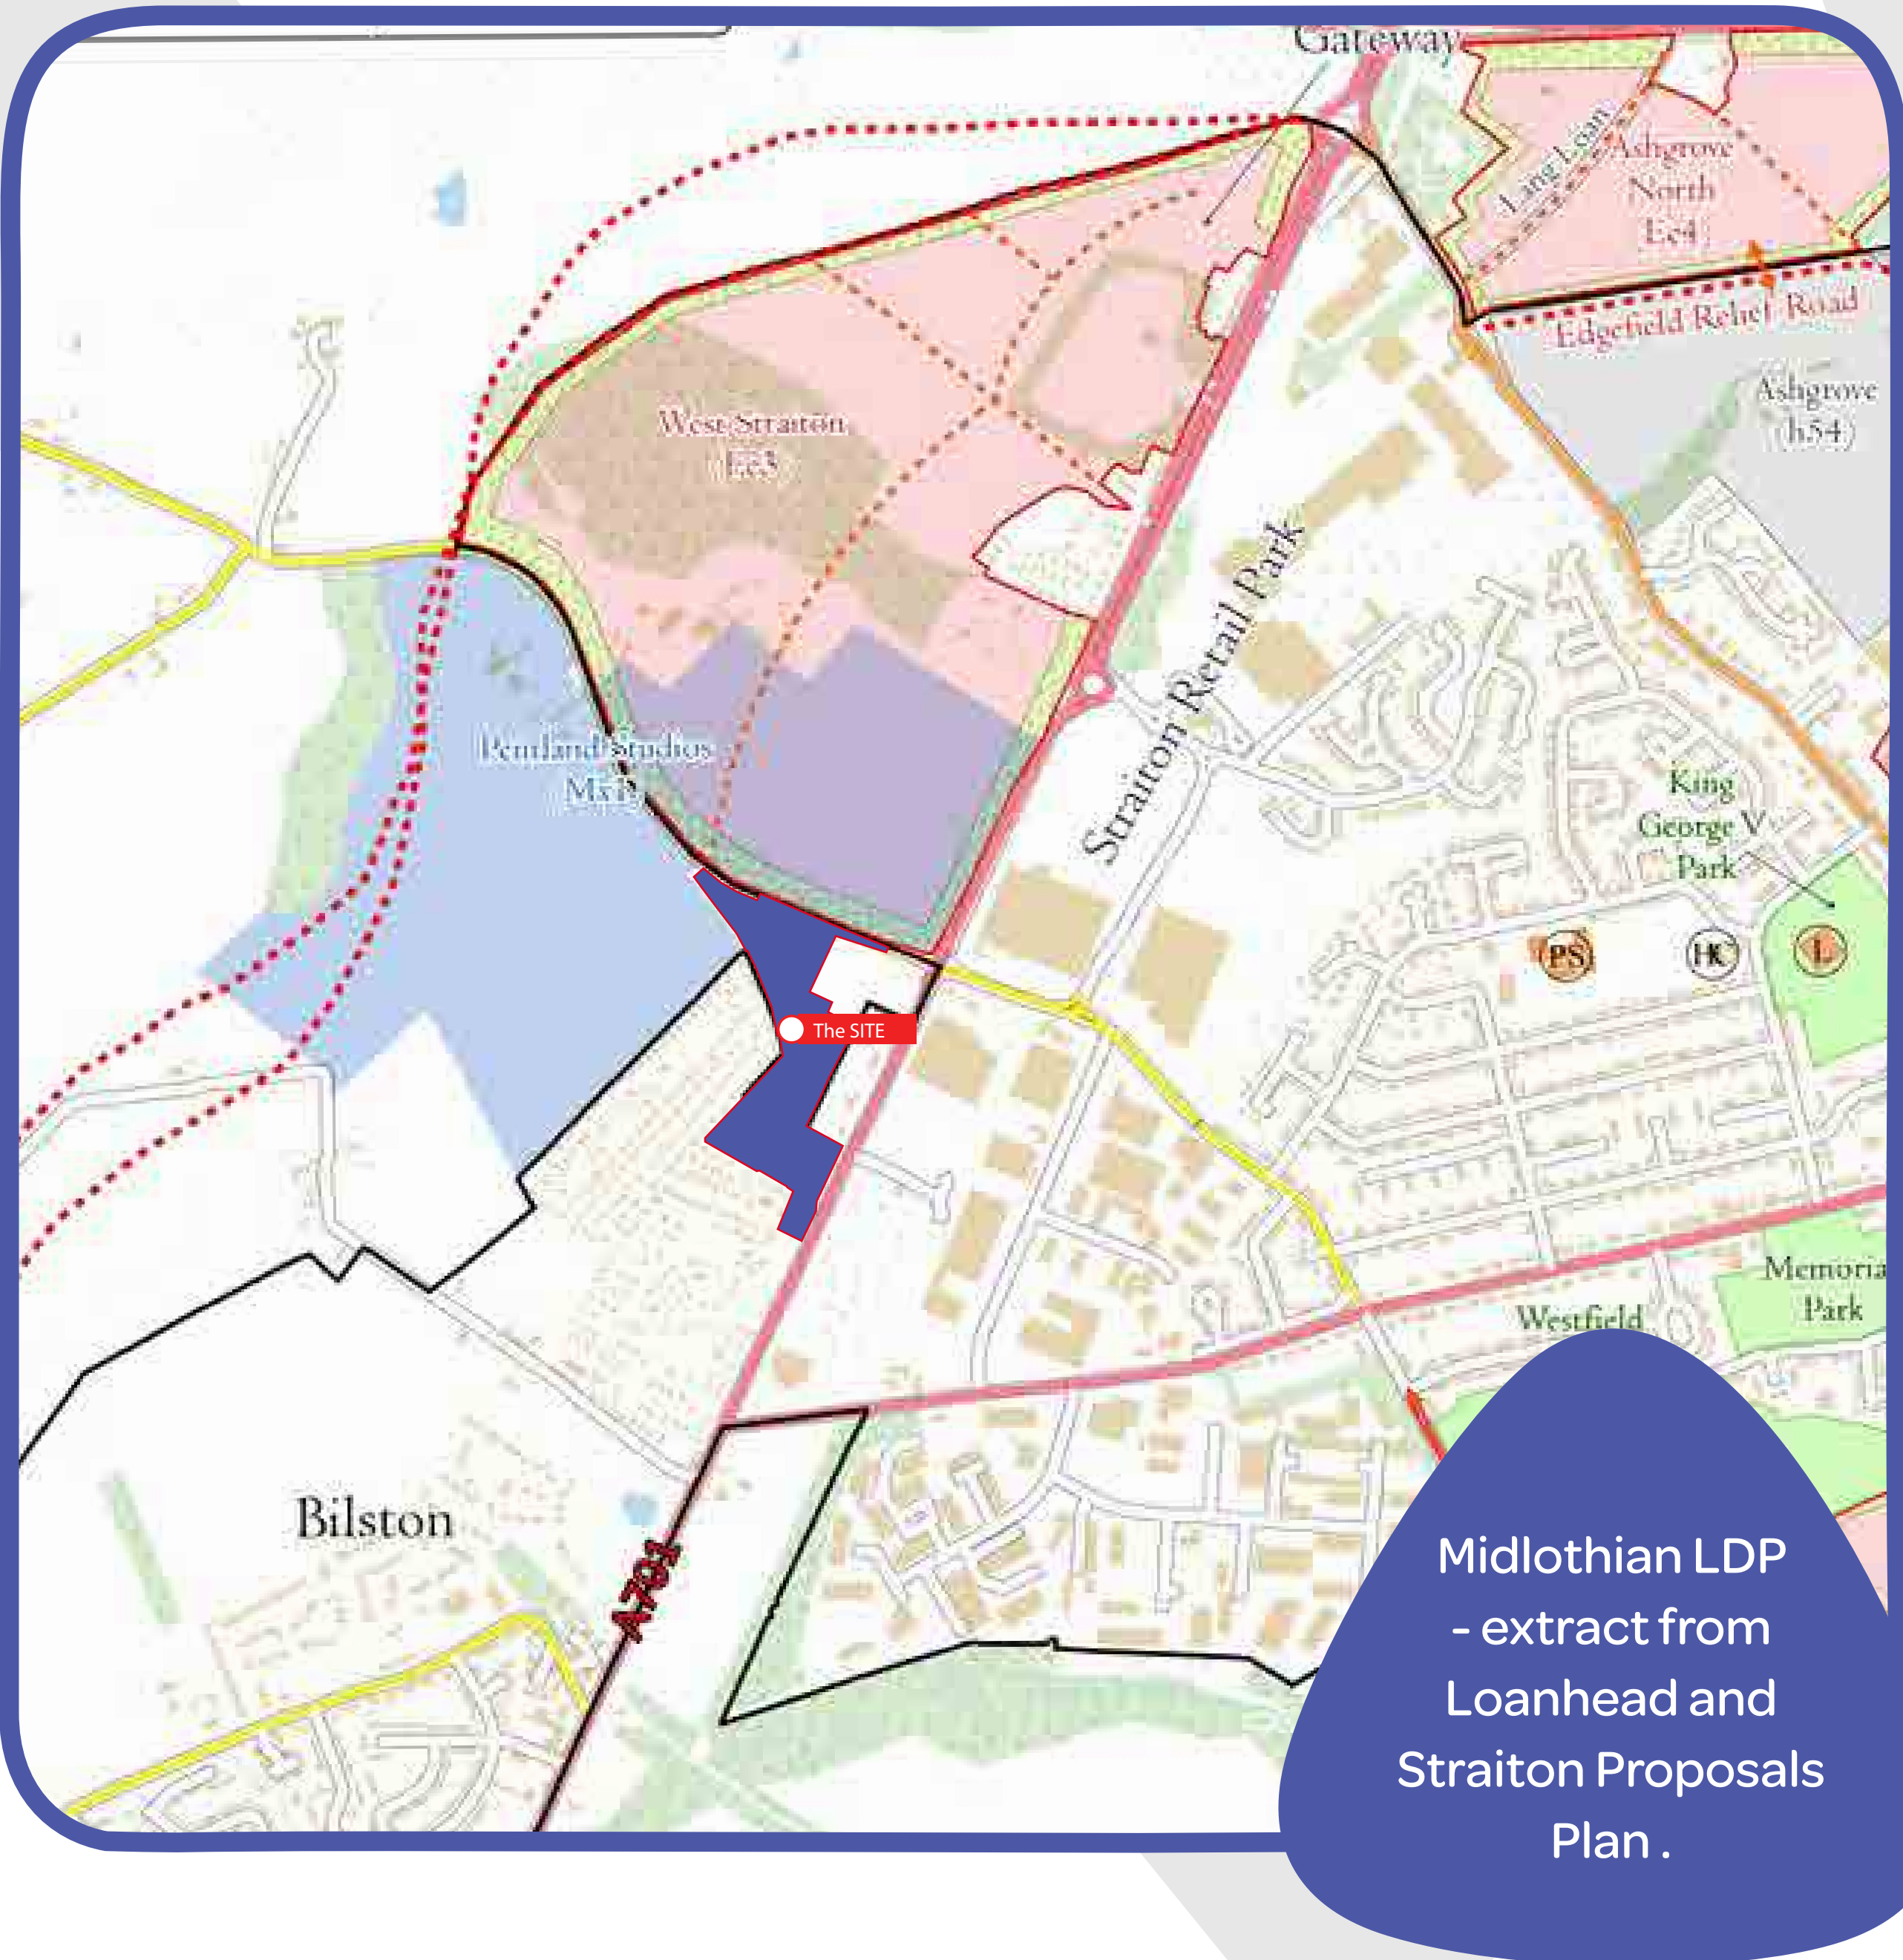 Gateway
Lang Loan
Ashgrove
North
Ec4
Edgefield Relief Road
Ashgrove
(h54)
West Straiton
Ec3
Straiton Retail Park
Pentland Studios
Mx1
King
George V
Park
PS
HC
L
The SITE
Memoria
Park
Westfield
Bilston
A701
Midlothian LDP
- extract from
Loanhead and
Straiton Proposals
Plan .